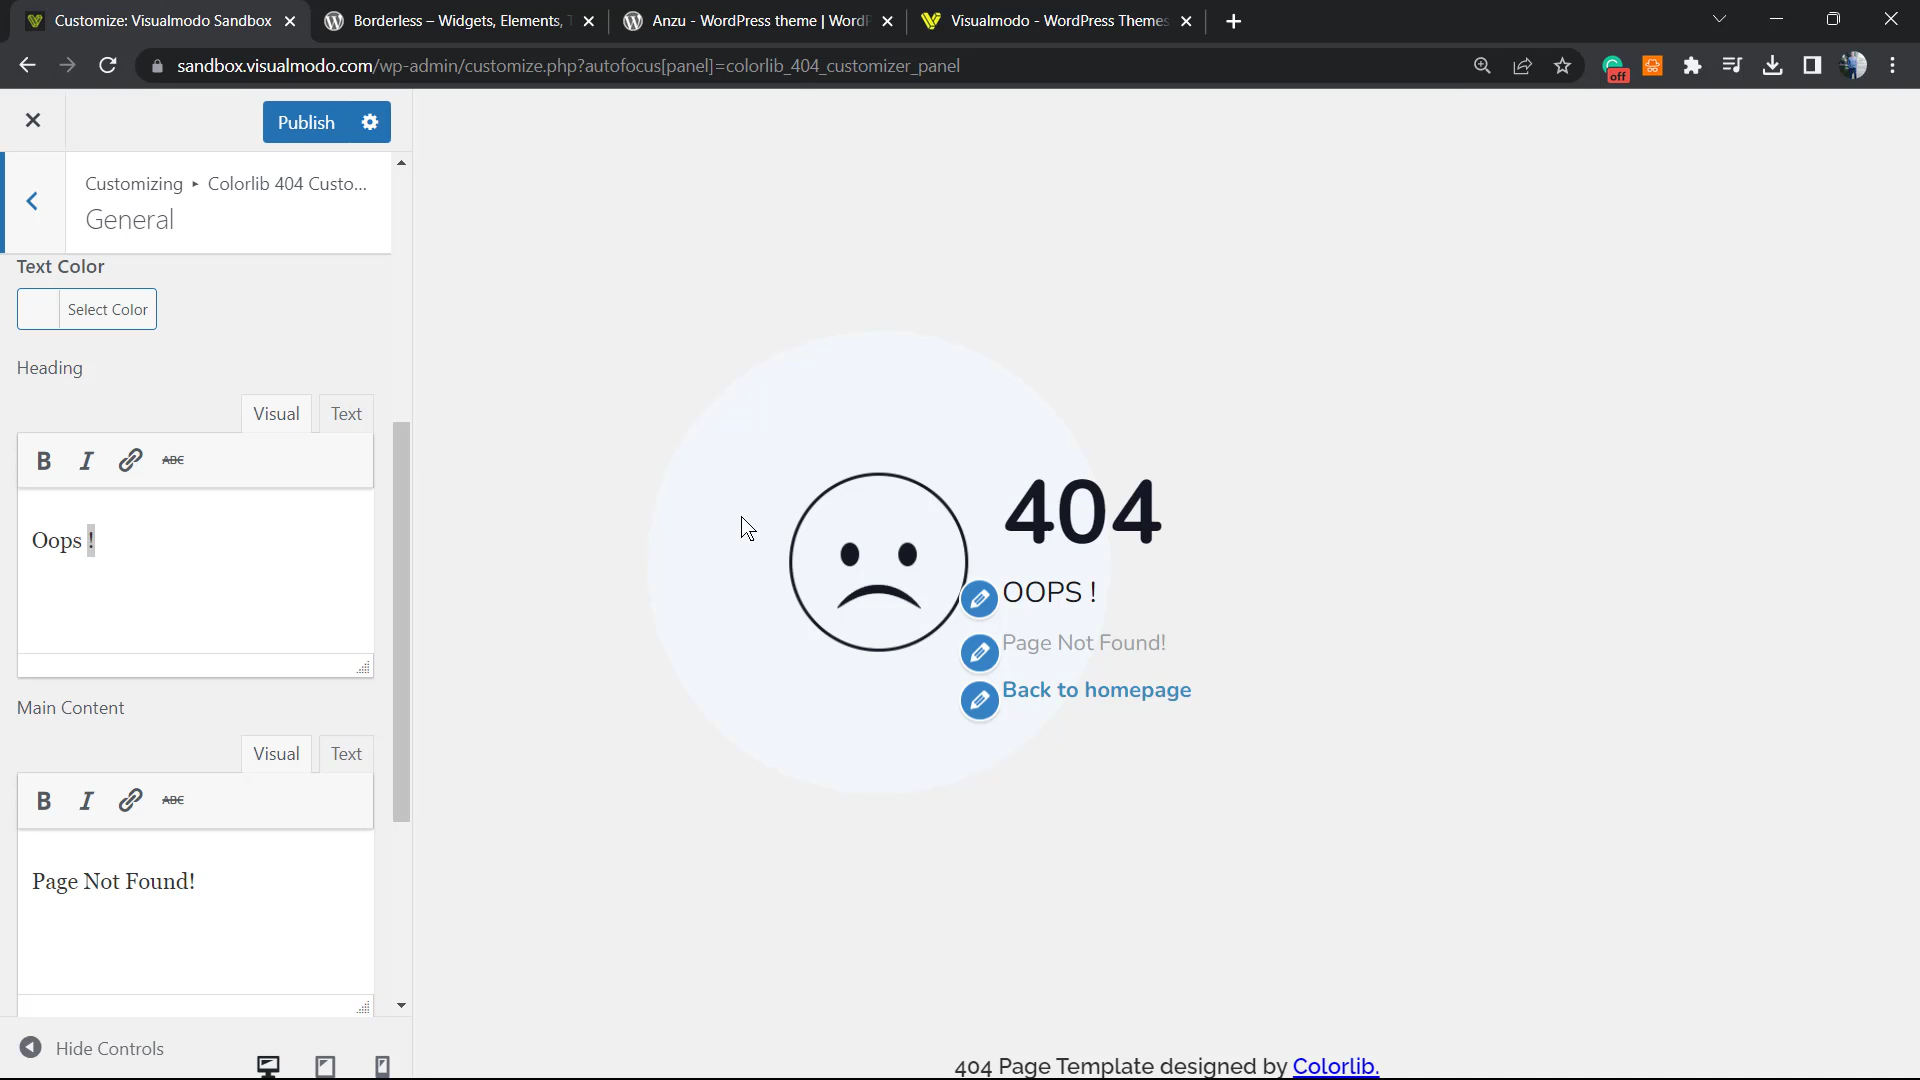 Customize: Visualmodo Sandbox
Borderless – Widgets, Elements,
Anzu - WordPress theme | WordP
Visualmodo - WordPress Themes
sandbox.visualmodo.com/wp-admin/customize.php?autofocus[panel]=colorlib_404_customizer_panel
off
Publish
Customizing ▸ Colorlib 404 Custo...
General
Text Color
Select Color
Heading
Visual
Text
B I ABC
Oops !
Main Content
Visual
Text
B I ABC
Page Not Found!
Hide Controls
404
OOPS !
Page Not Found!
Back to homepage
404 Page Template designed by Colorlib.